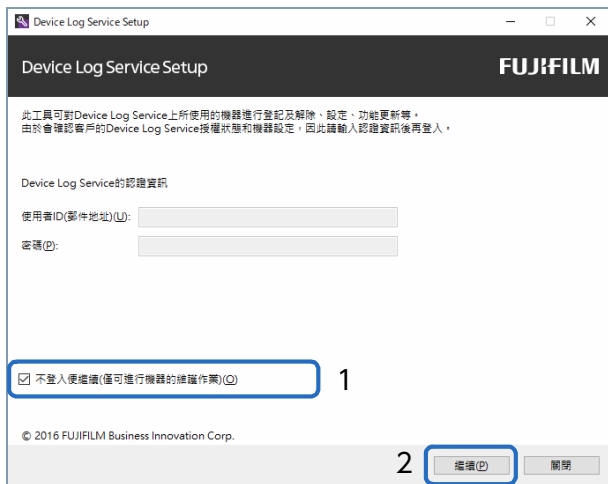 Device Log Service Setup
Device Log Service Setup
FUJIFILM
此工具可對Device Log Service上所使用的機器進行登記及解除、設定、功能更新等。
由於會確認客戶的Device Log Service授權狀態和機器設定，因此請輸入認證資訊後再登入。
Device Log Service的認證資訊
使用者ID(郵件地址)(U):
密碼(P):
不登入便繼續(僅可進行機器的維護作業)(O)
1
© 2016 FUJIFILM Business Innovation Corp.
2
繼續(P)
關閉